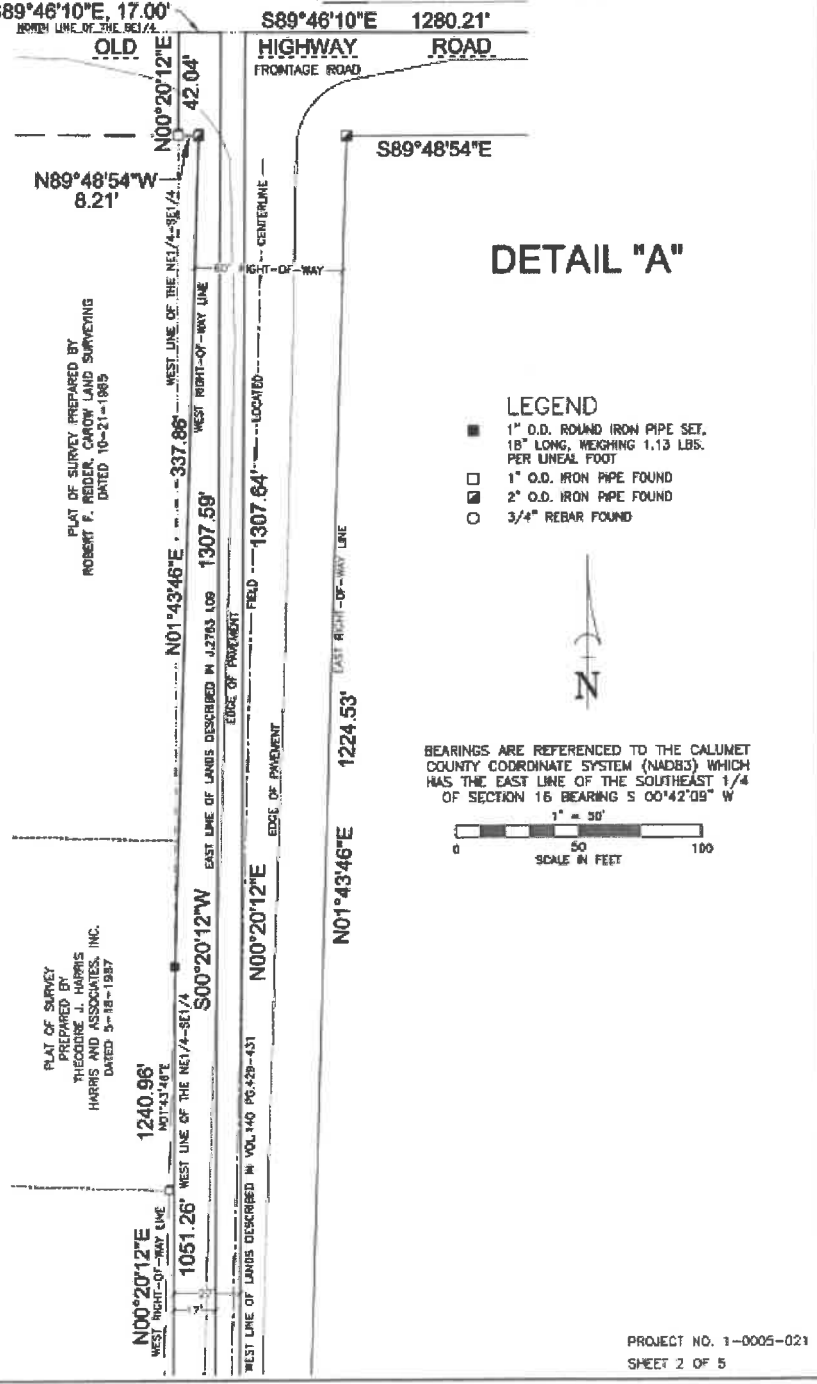 S89°46'10"E, 17.00'
NORTH LINE OF THE SE1/4
S89°46'10"E 1280.21'
OLD HIGHWAY ROAD
FRONTAGE ROAD
N00°20'12"E
42.04'
N89°48'54"W
8.21'
S89°48'54"E
60' RIGHT-OF-WAY
CENTERLINE
LOCATED
FIELD
WEST LINE OF THE NE1/4-SE1/4
WEST RIGHT-OF-WAY LINE
DETAIL "A"
PLAT OF SURVEY PREPARED BY
ROBERT F. REIDER, CAROW LAND SURVEYING
DATED 10-21-1985
N01°43'46"E
337.86'
1307.59'
1307.64'
EAST LINE OF LANDS DESCRIBED IN J.2763 I.09
EDGE OF PAVEMENT
EDGE OF PAVEMENT
EAST RIGHT-OF-WAY LINE
1224.53'
N01°43'46"E
S00°20'12"W
N00°20'12"E
LEGEND
1" O.D. ROUND IRON PIPE SET,
18" LONG, WEIGHING 1.13 LBS.
PER LINEAL FOOT
1" O.D. IRON PIPE FOUND
2" O.D. IRON PIPE FOUND
3/4" REBAR FOUND
N
BEARINGS ARE REFERENCED TO THE CALUMET
COUNTY COORDINATE SYSTEM (NAD83) WHICH
HAS THE EAST LINE OF THE SOUTHEAST 1/4
OF SECTION 16 BEARING S 00°42'09" W
1" = 50'
0 50 100
SCALE IN FEET
PLAT OF SURVEY
PREPARED BY
THEODORE J. HARRIS
HARRIS AND ASSOCIATES, INC.
DATED 5-18-1987
1240.96'
N01°43'46"E
WEST LINE OF THE NE1/4-SE1/4
1051.26'
WEST LINE OF LANDS DESCRIBED IN VOL.140 PG.429-431
N00°20'12"E
WEST RIGHT-OF-WAY LINE
27'
17'
PROJECT NO. 1-0005-021
SHEET 2 OF 5